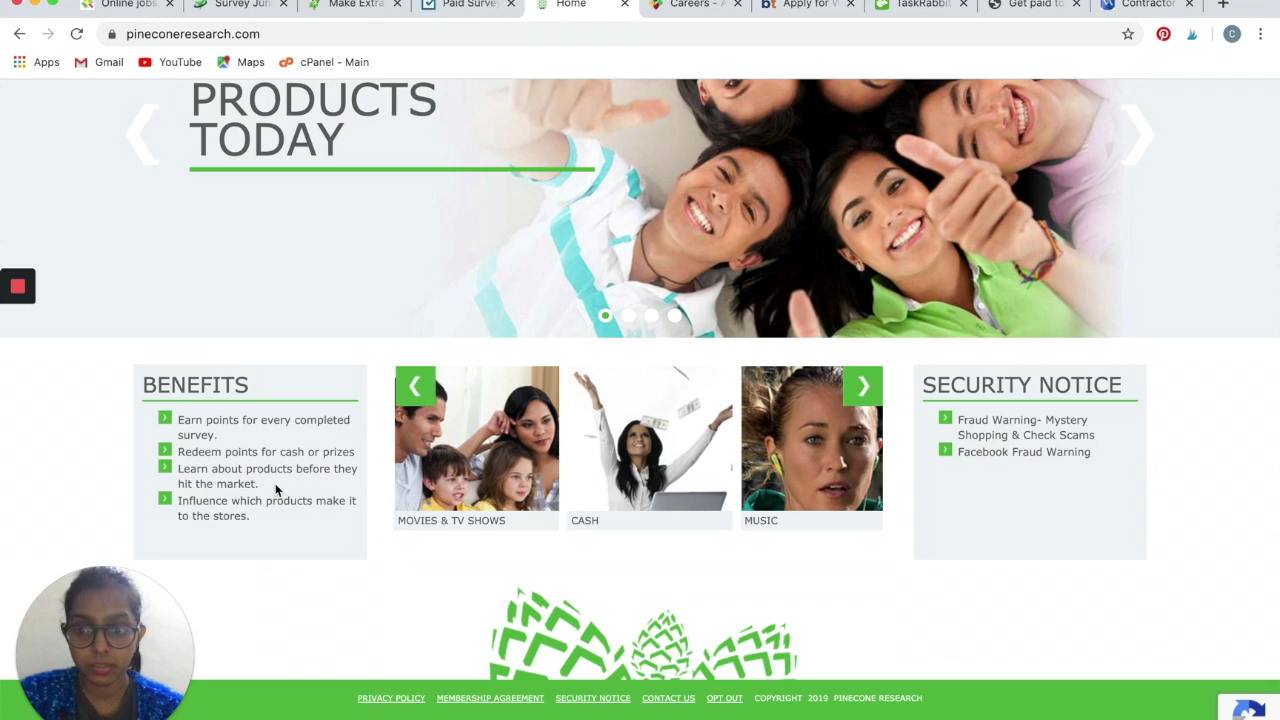 Online jobs
Survey Jun
Make Extra
Paid Survey
Home
Careers - A
Apply for V
TaskRabbit
Get paid to
Contractor
pineconeresearch.com
C
Apps
Gmail
YouTube
Maps
cPanel - Main
PRODUCTS
TODAY
BENEFITS
Earn points for every completed
survey.
Redeem points for cash or prizes
Learn about products before they
hit the market.
Influence which products make it
to the stores.
MOVIES & TV SHOWS
CASH
MUSIC
SECURITY NOTICE
Fraud Warning- Mystery
Shopping & Check Scams
Facebook Fraud Warning
PRIVACY POLICY MEMBERSHIP AGREEMENT SECURITY NOTICE CONTACT US OPT OUT COPYRIGHT 2019 PINECONE RESEARCH